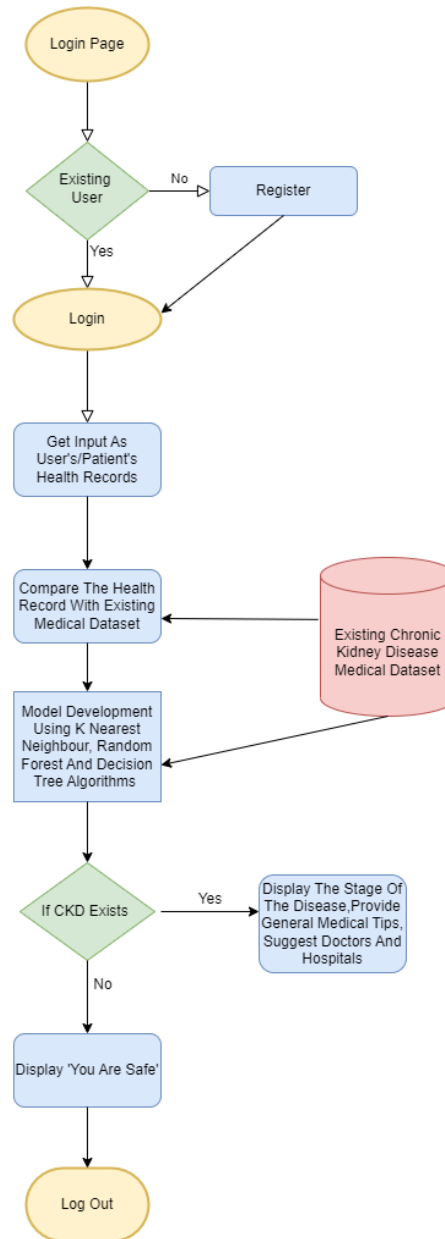 Login Page
Existing
User
No
Register
Yes
Login
Get Input As
User's/Patient's
Health Records
Compare The Health
Record With Existing
Medical Dataset
Existing Chronic
Kidney Disease
Medical Dataset
Model Development
Using K Nearest
Neighbour, Random
Forest And Decision
Tree Algorithms
If CKD Exists
Yes
Display The Stage Of
The Disease,Provide
General Medical Tips,
Suggest Doctors And
Hospitals
No
Display 'You Are Safe'
Log Out